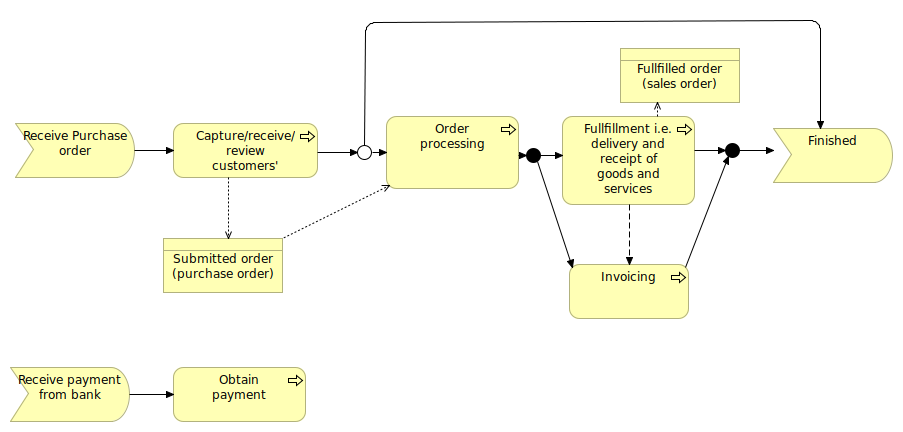 Fullfilled order
(sales order)
Receive Purchase
order
Capture/receive/
review
customers'
Order
processing
Fullfillment i.e.
delivery and
receipt of
goods and
services
Finished
Submitted order
(purchase order)
Invoicing
Receive payment
from bank
Obtain
payment